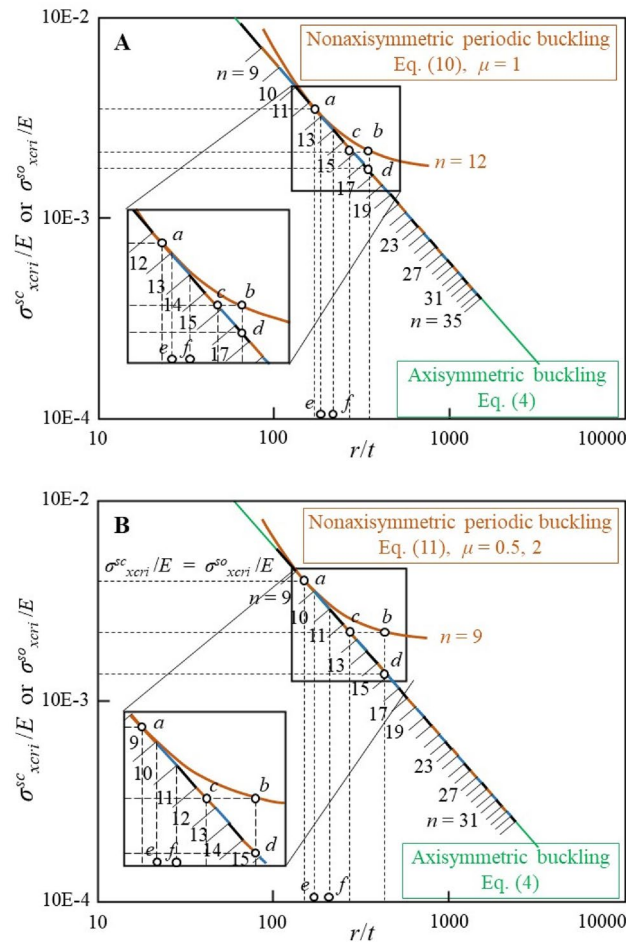 10E-2
A
Nonaxisymmetric periodic buckling
Eq. (10), μ = 1
n = 9
10
11
a
13
c b
15
d
n = 12
17
19
10E-3
σ^sc_xcri/E or σ^so_xcri/E
23
27
31
n = 35
a
12
13
c b
14
15
d
17
e f
Axisymmetric buckling
Eq. (4)
e f
10E-4
10 100 1000 10000
r/t
10E-2
B
Nonaxisymmetric periodic buckling
Eq. (11), μ = 0.5, 2
σ^sc_xcri/E = σ^so_xcri/E
n = 9
a
10
11
c b
13
d
n = 9
15
17
19
10E-3
σ^sc_xcri/E or σ^so_xcri/E
23
27
n = 31
9
a
10
11
c b
12
13
14
15
d
e f
Axisymmetric buckling
Eq. (4)
e f
10E-4
10 100 1000 10000
r/t